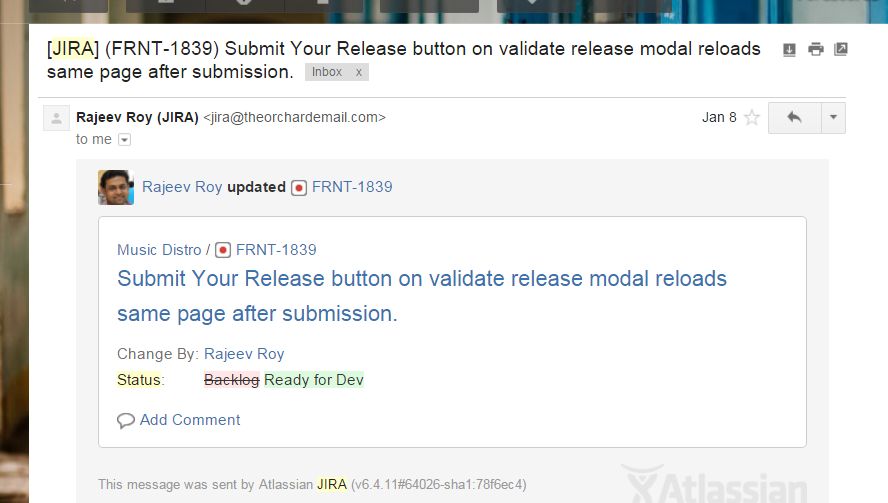 [JIRA] (FRNT-1839) Submit Your Release button on validate release modal reloads
same page after submission. Inbox x
Rajeev Roy (JIRA) <jira@theorchardemail.com> Jan 8
to me
Rajeev Roy updated FRNT-1839
Music Distro / FRNT-1839
Submit Your Release button on validate release modal reloads
same page after submission.
Change By: Rajeev Roy
Status: Backlog Ready for Dev
Add Comment
This message was sent by Atlassian JIRA (v6.4.11#64026-sha1:78f6ec4)
Atlassian